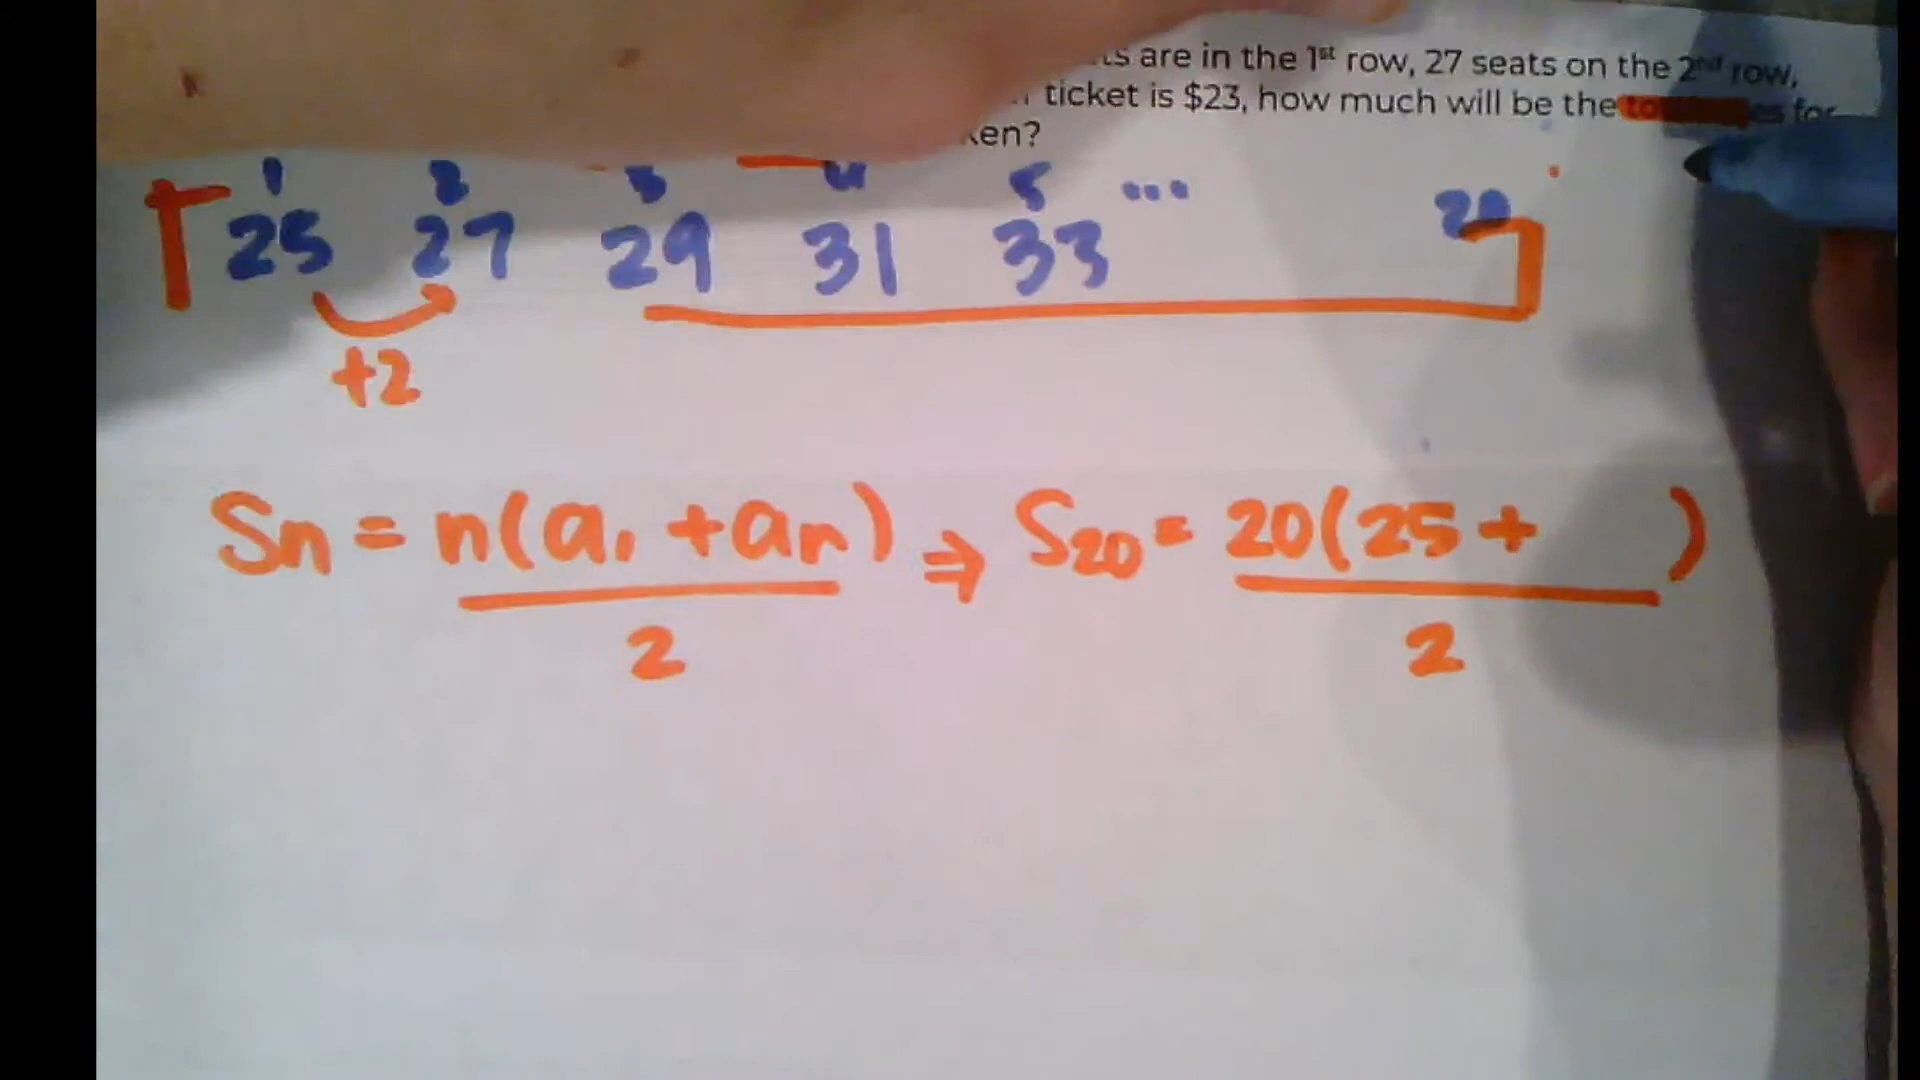 are in the 1st row, 27 seats on the 2nd row,
ticket is $23, how much will be the for
1 2 3 4 5 ... 20
25 27 29 31 33
+2
Sn = n(a1 + an) ⇒ S20 = 20(25 + )
2 2